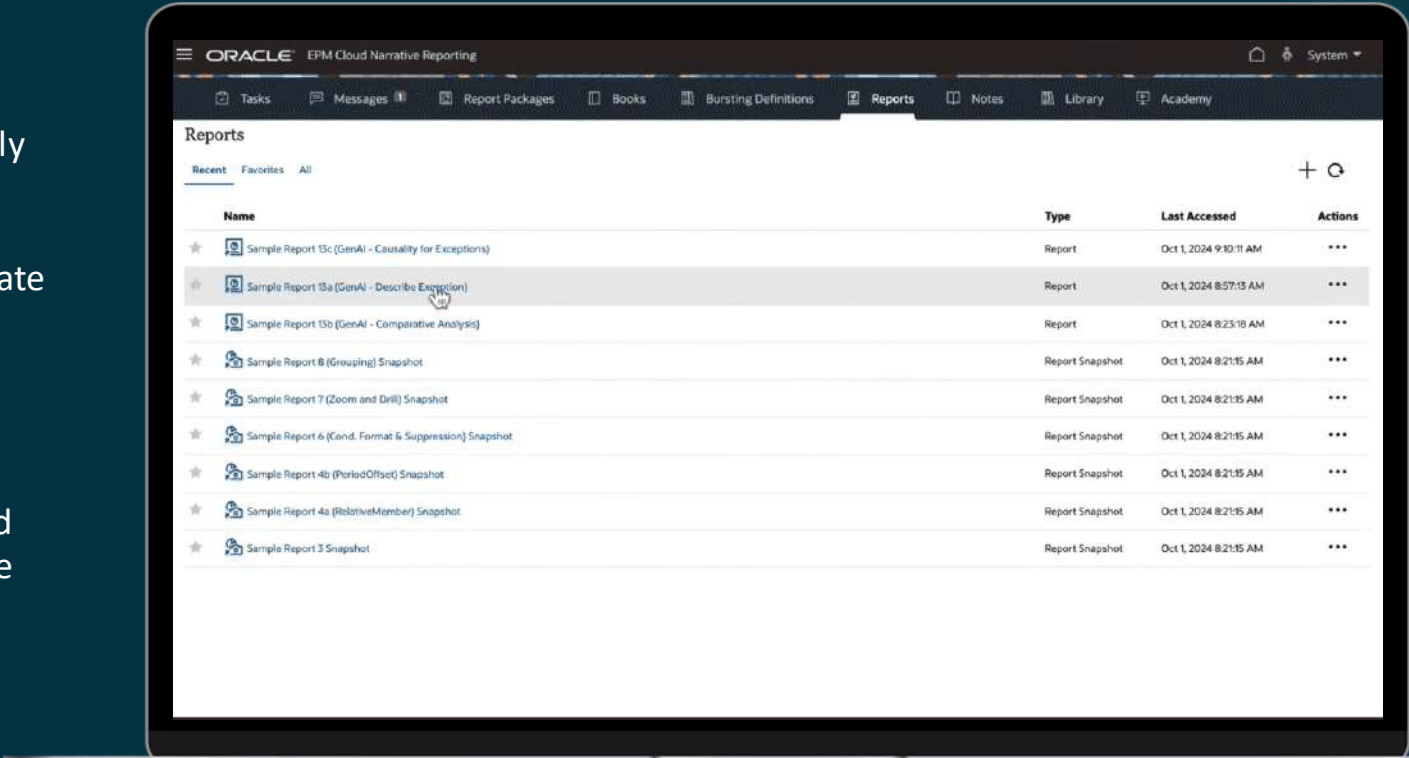 ly
ate
d
e
ORACLE EPM Cloud Narrative Reporting System
Tasks Messages 1 Report Packages Books Bursting Definitions Reports Notes Library Academy
Reports
Recent Favorites All
Name Type Last Accessed Actions
Sample Report 13c (GenAI - Causality for Exceptions) Report Oct 1, 2024 9:10:11 AM
Sample Report 13a (GenAI - Describe Exception) Report Oct 1, 2024 8:57:13 AM
Sample Report 13b (GenAI - Comparative Analysis) Report Oct 1, 2024 8:23:18 AM
Sample Report 8 (Grouping) Snapshot Report Snapshot Oct 1, 2024 8:21:15 AM
Sample Report 7 (Zoom and Drill) Snapshot Report Snapshot Oct 1, 2024 8:21:15 AM
Sample Report 6 (Cond. Format & Suppression) Snapshot Report Snapshot Oct 1, 2024 8:21:15 AM
Sample Report 4b (PeriodOffset) Snapshot Report Snapshot Oct 1, 2024 8:21:15 AM
Sample Report 4a (RelativeMember) Snapshot Report Snapshot Oct 1, 2024 8:21:15 AM
Sample Report 3 Snapshot Report Snapshot Oct 1, 2024 8:21:15 AM